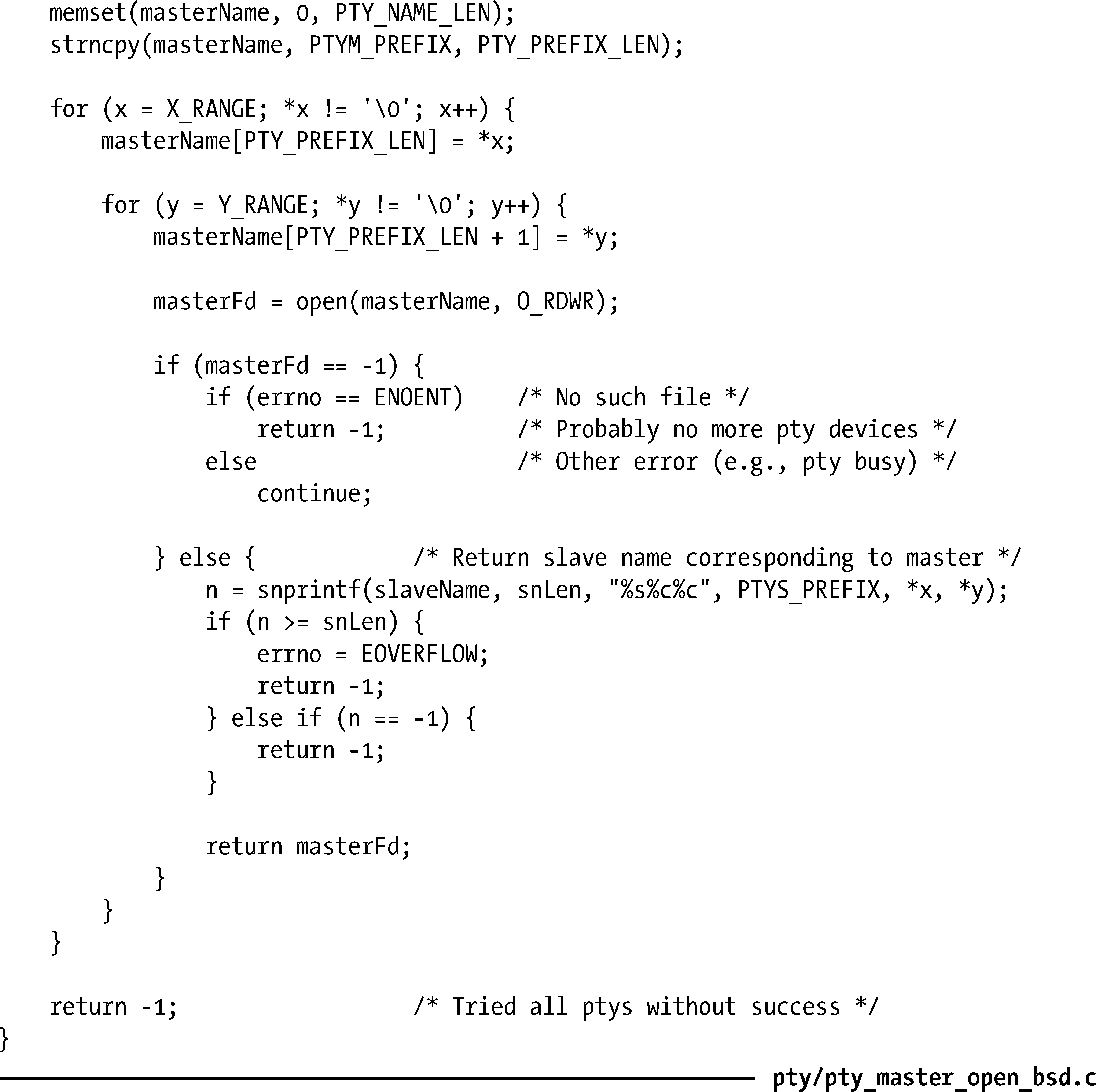 memset(masterName, 0, PTY_NAME_LEN);
strncpy(masterName, PTYM_PREFIX, PTY_PREFIX_LEN);
for (x = X_RANGE; *x != '\0'; x++) {
masterName[PTY_PREFIX_LEN] = *x;
for (y = Y_RANGE; *y != '\0'; y++) {
masterName[PTY_PREFIX_LEN + 1] = *y;
masterFd = open(masterName, O_RDWR);
if (masterFd == -1) {
if (errno == ENOENT) /* No such file */
return -1; /* Probably no more pty devices */
else /* Other error (e.g., pty busy) */
continue;
} else { /* Return slave name corresponding to master */
n = snprintf(slaveName, snLen, "%s%c%c", PTYS_PREFIX, *x, *y);
if (n >= snLen) {
errno = EOVERFLOW;
return -1;
} else if (n == -1) {
return -1;
}
return masterFd;
}
}
}
return -1; /* Tried all ptys without success */
}
pty/pty_master_open_bsd.c